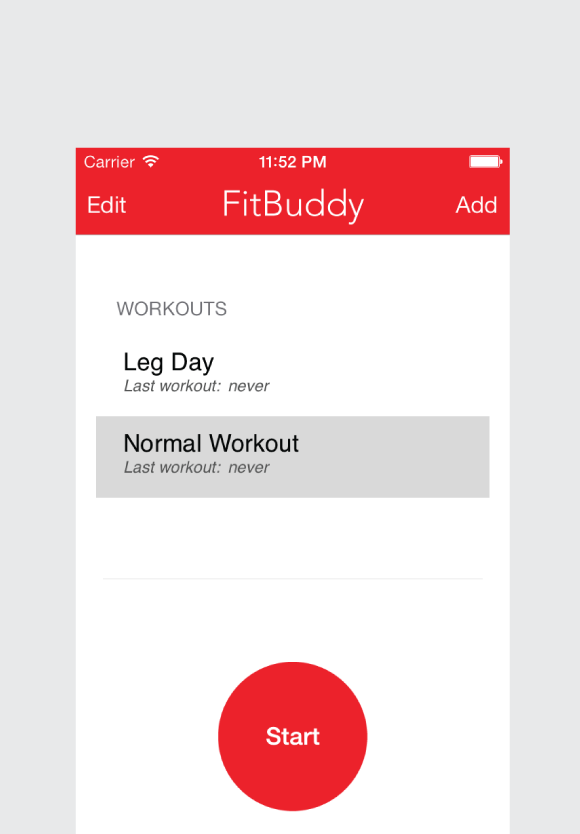 Carrier 11:52 PM
Edit FitBuddy Add
WORKOUTS
Leg Day
Last workout: never
Normal Workout
Last workout: never
Start